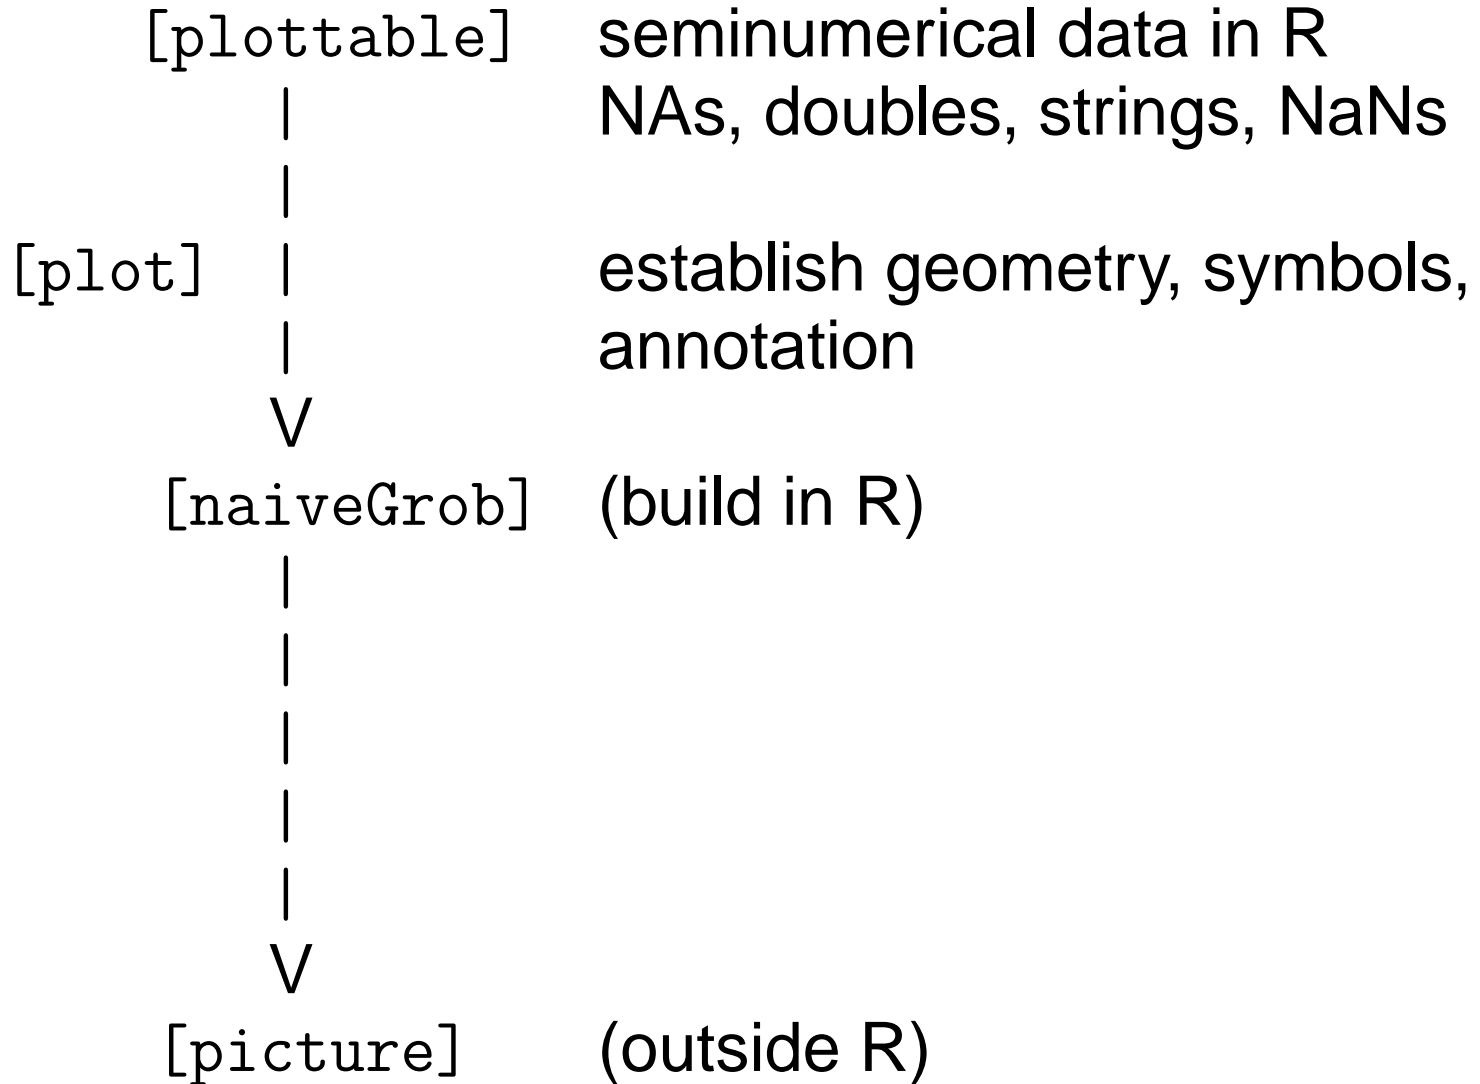 [plottable] seminumerical data in R
| NAs, doubles, strings, NaNs
|
[plot] | establish geometry, symbols,
| annotation
V
[naiveGrob] (build in R)
|
|
|
|
|
V
[picture] (outside R)